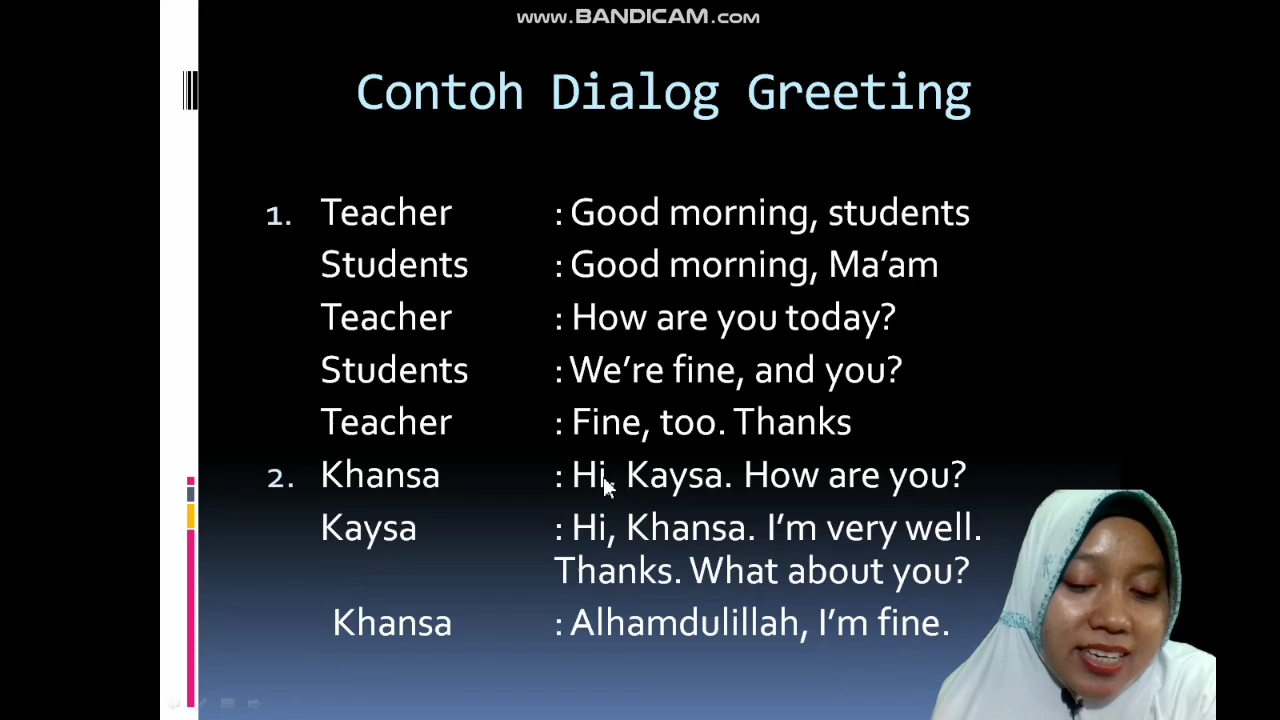 www.BANDICAM.com
Contoh Dialog Greeting
1. Teacher : Good morning, students
Students : Good morning, Ma’am
Teacher : How are you today?
Students : We’re fine, and you?
Teacher : Fine, too. Thanks
2. Khansa : Hi, Kaysa. How are you?
Kaysa : Hi, Khansa. I’m very well.
Thanks. What about you?
Khansa : Alhamdulillah, I’m fine.